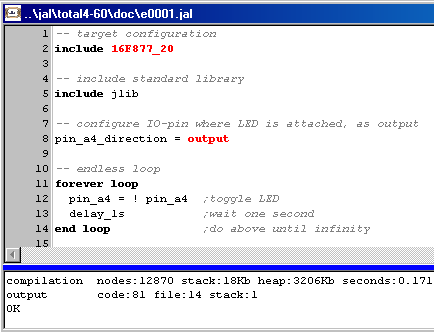 ..\jal\total4-60\doc\e0001.jal
1 -- target configuration
2 include 16F877_20
3
4 -- include standard library
5 include jlib
6
7 -- configure IO-pin where LED is attached, as output
8 pin_a4_direction = output
9
10 -- endless loop
11 forever loop
12 pin_a4 = ! pin_a4 ;toggle LED
13 delay_1s ;wait one second
14 end loop ;do above until infinity
15
compilation nodes:12870 stack:18Kb heap:3206Kb seconds:0.171
output code:81 file:14 stack:1
OK